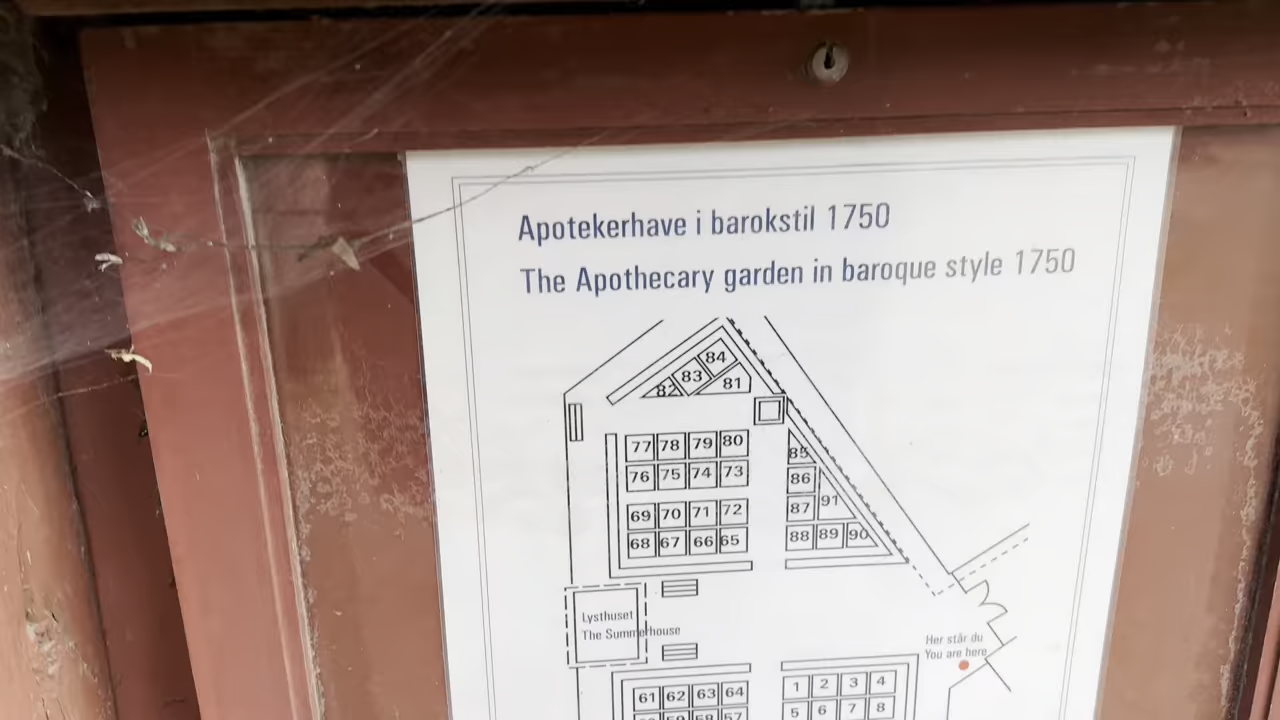 Apotekerhave i barokstil 1750
The Apothecary garden in baroque style 1750
84
83
82
81
77 78 79 80
76 75 74 73
69 70 71 72
68 67 66 65
85
86
91
87
88 89 90
Lysthuset
The Summerhouse
Her står du
You are here
61 62 63 64
1 2 3 4
59 58 57
5 6 7 8